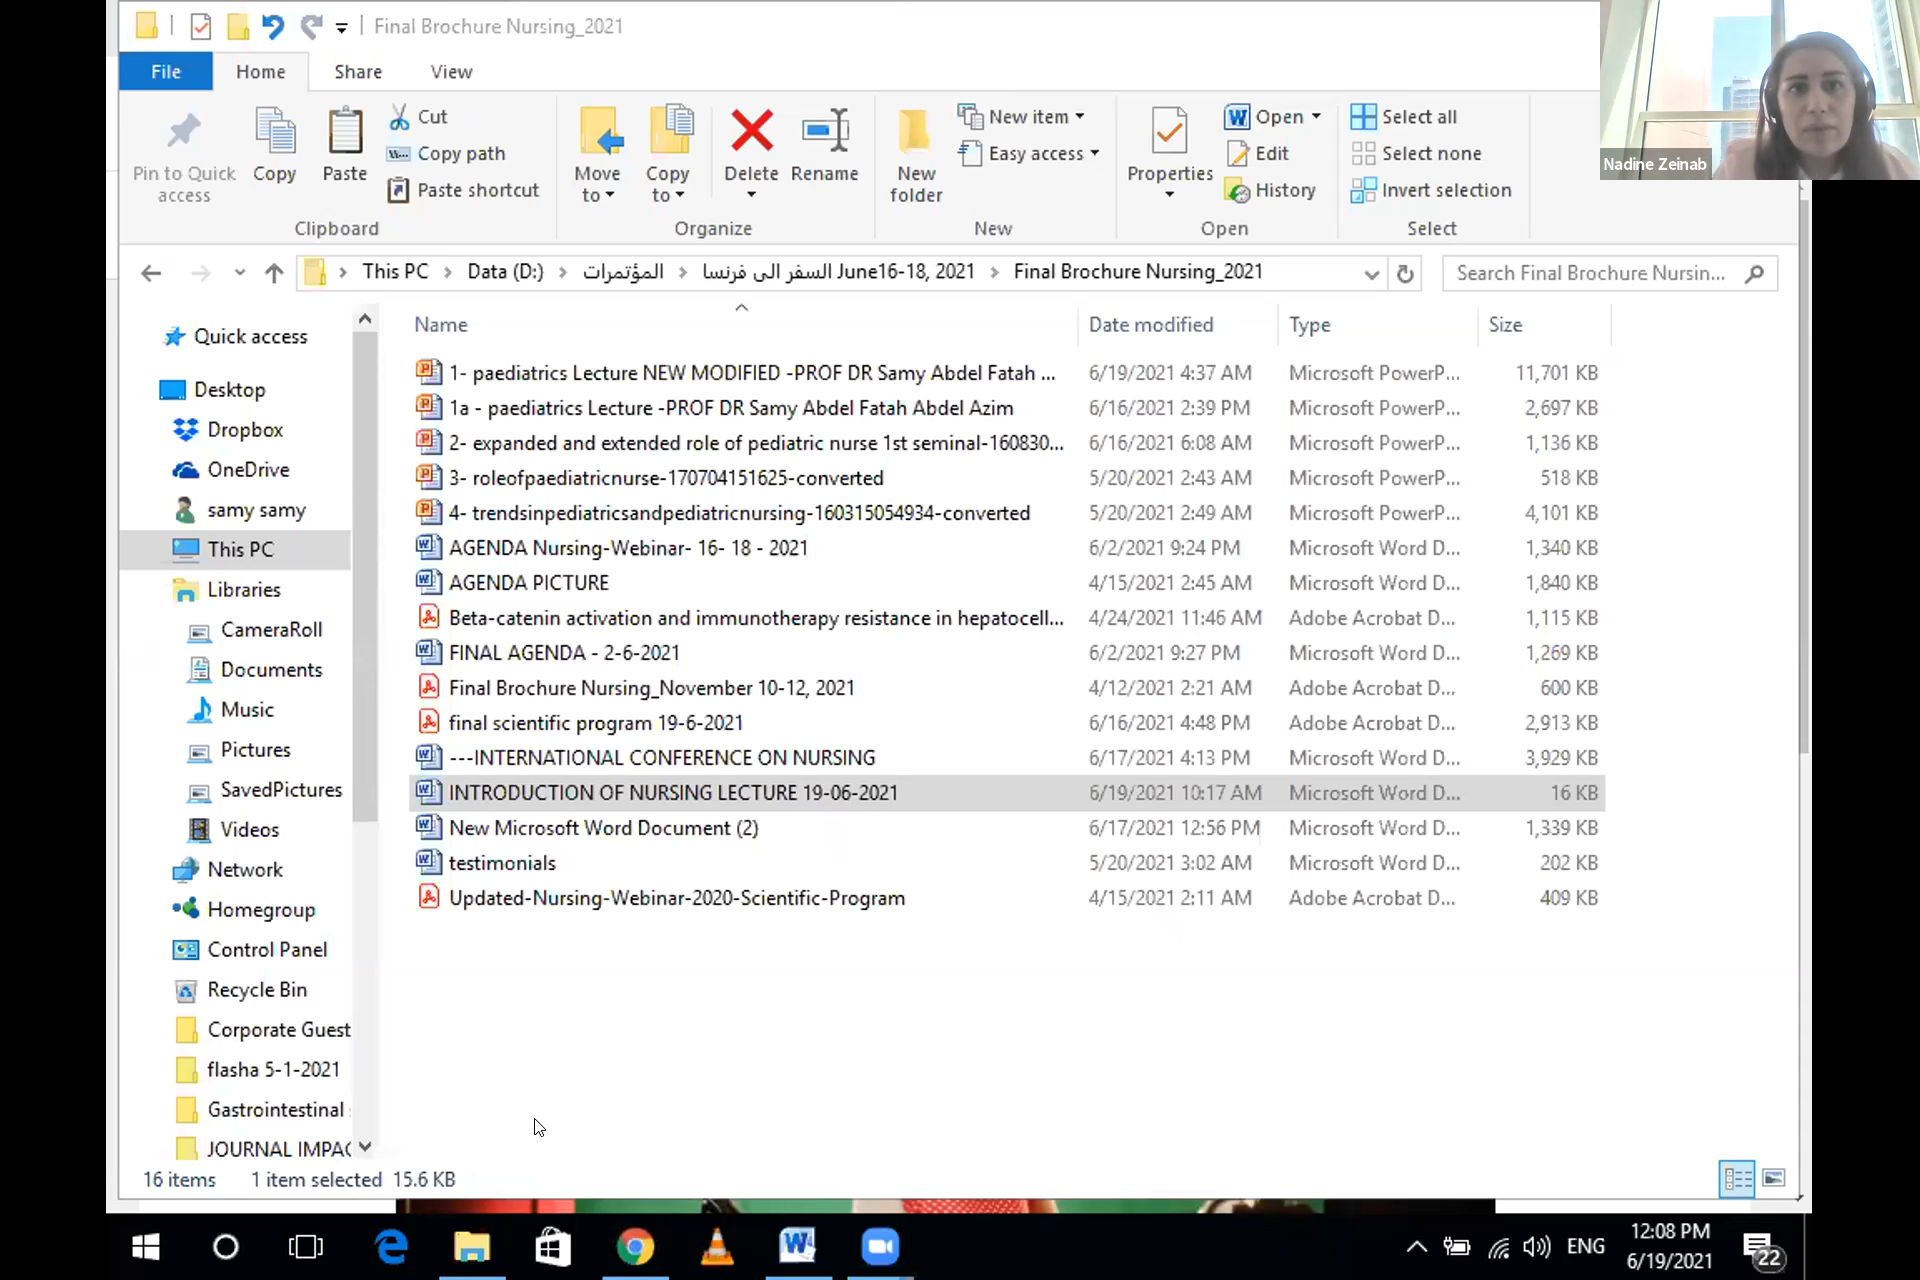 Final Brochure Nursing_2021
File Home Share View
Nadine Zeinab
Pin to Quick access
Copy
Paste
Cut
Copy path
Paste shortcut
Clipboard
Move to
Copy to
Delete
Rename
Organize
New folder
New item
Easy access
New
Properties
Open
Edit
History
Open
Select all
Select none
Invert selection
Select
This PC Data (D:) المؤتمرات السفر الى فرنسا June16-18, 2021 Final Brochure Nursing_2021
Search Final Brochure Nursin...
Quick access
Desktop
Dropbox
OneDrive
samy samy
This PC
Libraries
CameraRoll
Documents
Music
Pictures
SavedPictures
Videos
Network
Homegroup
Control Panel
Recycle Bin
Corporate Guest
flasha 5-1-2021
Gastrointestinal
JOURNAL IMPAC
Name Date modified Type Size
1- paediatrics Lecture NEW MODIFIED -PROF DR Samy Abdel Fatah ... 6/19/2021 4:37 AM Microsoft PowerP... 11,701 KB
1a - paediatrics Lecture -PROF DR Samy Abdel Fatah Abdel Azim 6/16/2021 2:39 PM Microsoft PowerP... 2,697 KB
2- expanded and extended role of pediatric nurse 1st seminal-160830... 6/16/2021 6:08 AM Microsoft PowerP... 1,136 KB
3- roleofpaediatricnurse-170704151625-converted 5/20/2021 2:43 AM Microsoft PowerP... 518 KB
4- trendsinpediatricsandpediatricnursing-160315054934-converted 5/20/2021 2:49 AM Microsoft PowerP... 4,101 KB
AGENDA Nursing-Webinar- 16- 18 - 2021 6/2/2021 9:24 PM Microsoft Word D... 1,340 KB
AGENDA PICTURE 4/15/2021 2:45 AM Microsoft Word D... 1,840 KB
Beta-catenin activation and immunotherapy resistance in hepatocell... 4/24/2021 11:46 AM Adobe Acrobat D... 1,115 KB
FINAL AGENDA - 2-6-2021 6/2/2021 9:27 PM Microsoft Word D... 1,269 KB
Final Brochure Nursing_November 10-12, 2021 4/12/2021 2:21 AM Adobe Acrobat D... 600 KB
final scientific program 19-6-2021 6/16/2021 4:48 PM Adobe Acrobat D... 2,913 KB
---INTERNATIONAL CONFERENCE ON NURSING 6/17/2021 4:13 PM Microsoft Word D... 3,929 KB
INTRODUCTION OF NURSING LECTURE 19-06-2021 6/19/2021 10:17 AM Microsoft Word D... 16 KB
New Microsoft Word Document (2) 6/17/2021 12:56 PM Microsoft Word D... 1,339 KB
testimonials 5/20/2021 3:02 AM Microsoft Word D... 202 KB
Updated-Nursing-Webinar-2020-Scientific-Program 4/15/2021 2:11 AM Adobe Acrobat D... 409 KB
16 items 1 item selected 15.6 KB
ENG
12:08 PM
6/19/2021
22